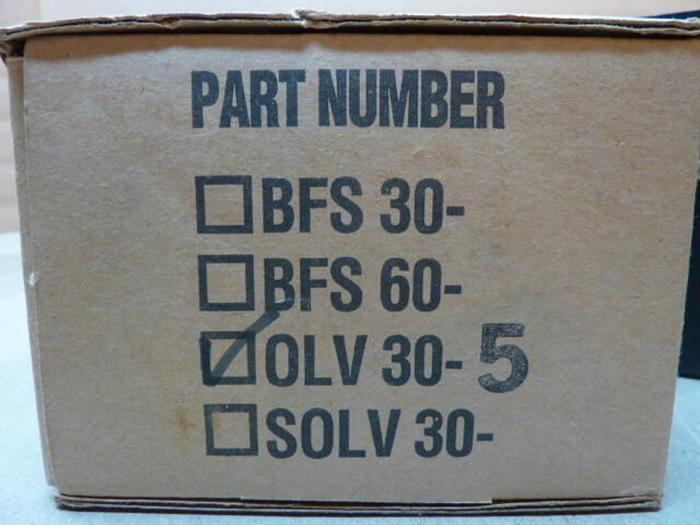 PART NUMBER
BFS 30-
BFS 60-
OLV 30- 5
SOLV 30-